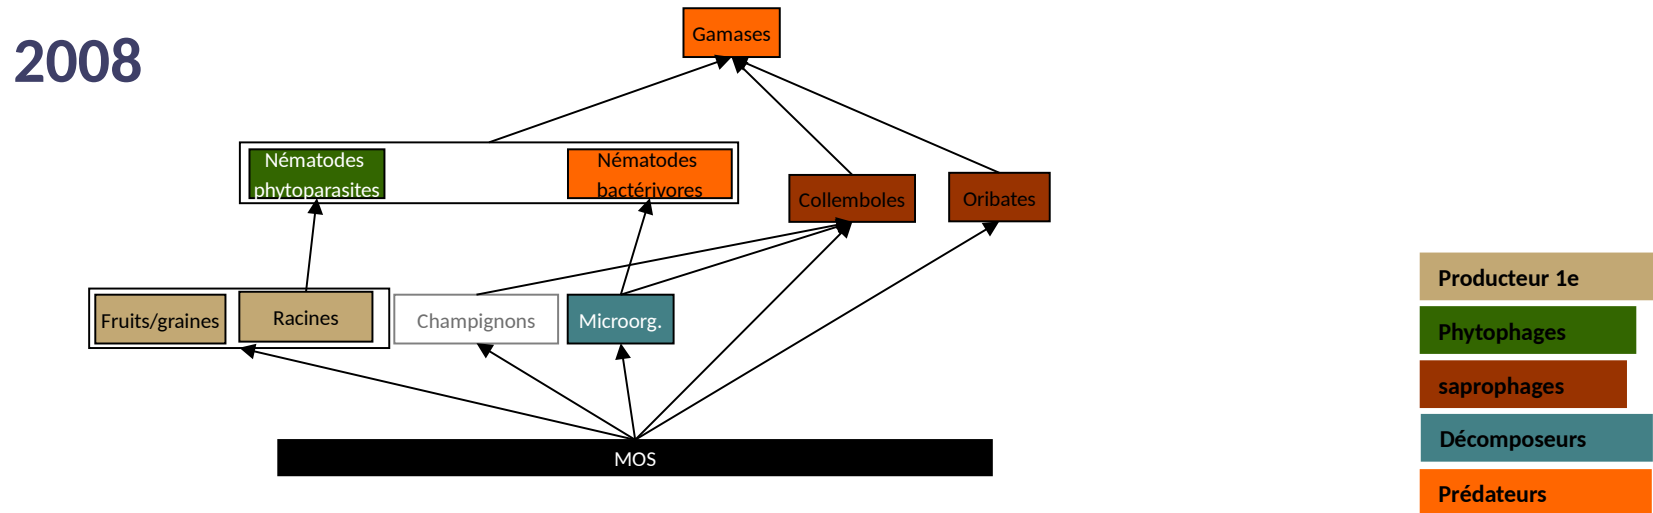 2008
Gamases
Nématodes
phytoparasites
Nématodes
bactérivores
Collemboles
Oribates
Fruits/graines
Racines
Champignons
Microorg.
MOS
Producteur 1e
Phytophages
saprophages
Décomposeurs
Prédateurs